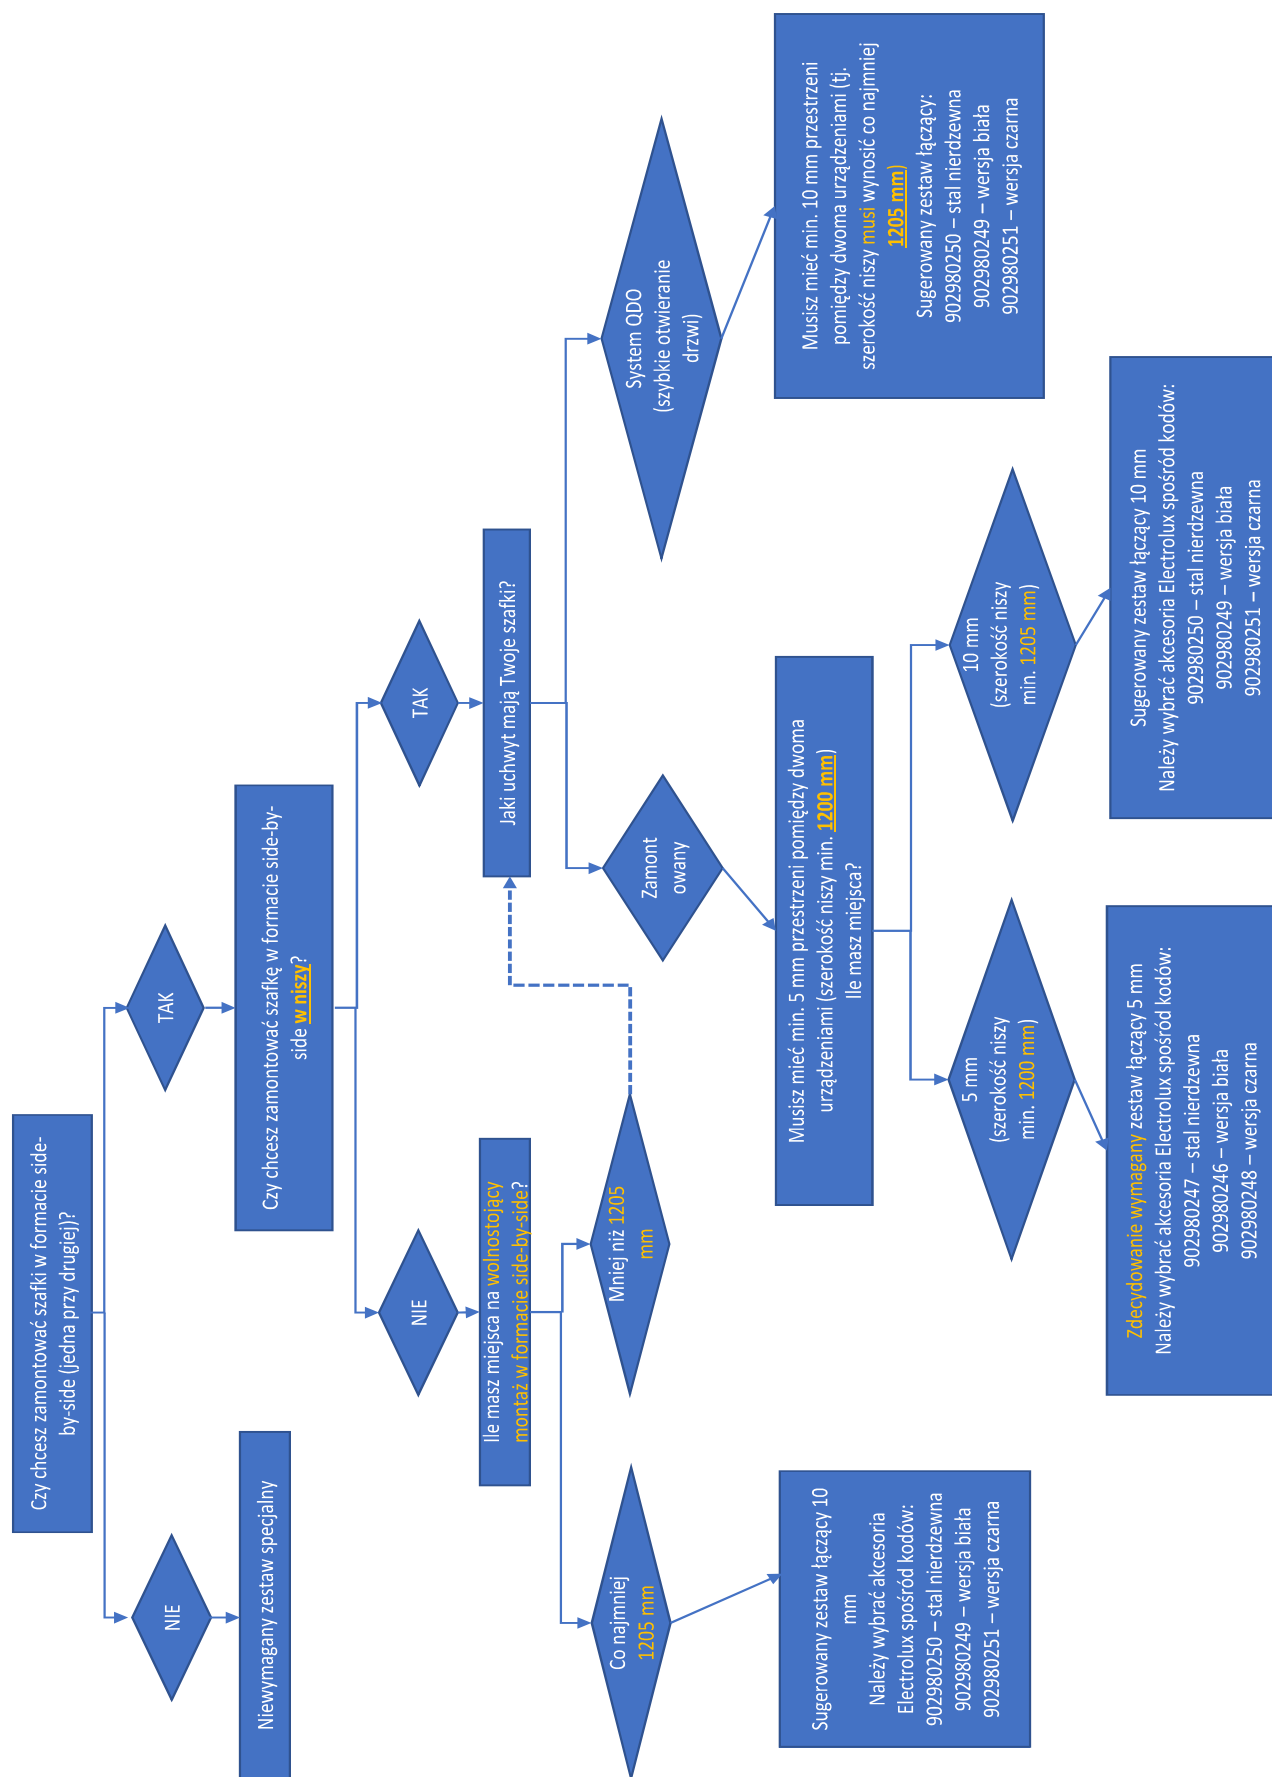 Czy chcesz zamontować szafki w formacie side-
by-side (jedna przy drugiej)?
NIE
TAK
Niewymagany zestaw specjalny
Czy chcesz zamontować szafkę w formacie side-by-
side w niszy?
NIE
TAK
Ile masz miejsca na wolnostojący
montaż w formacie side-by-side?
Jaki uchwyt mają Twoje szafki?
Co najmniej
1205 mm
Mniej niż 1205
mm
Zamont
owany
System QDO
(szybkie otwieranie
drzwi)
Sugerowany zestaw łączący 10
mm
Należy wybrać akcesoria
Electrolux spośród kodów:
902980250 – stal nierdzewna
902980249 – wersja biała
902980251 – wersja czarna
Musisz mieć min. 5 mm przestrzeni pomiędzy dwoma
urządzeniami (szerokość niszy min. 1200 mm)
Ile masz miejsca?
Musisz mieć min. 10 mm przestrzeni
pomiędzy dwoma urządzeniami (tj.
szerokość niszy musi wynosić co najmniej
1205 mm)
Sugerowany zestaw łączący:
902980250 – stal nierdzewna
902980249 – wersja biała
902980251 – wersja czarna
5 mm
(szerokość niszy
min. 1200 mm)
10 mm
(szerokość niszy
min. 1205 mm)
Zdecydowanie wymagany zestaw łączący 5 mm
Należy wybrać akcesoria Electrolux spośród kodów:
902980247 – stal nierdzewna
902980246 – wersja biała
902980248 – wersja czarna
Sugerowany zestaw łączący 10 mm
Należy wybrać akcesoria Electrolux spośród kodów:
902980250 – stal nierdzewna
902980249 – wersja biała
902980251 – wersja czarna